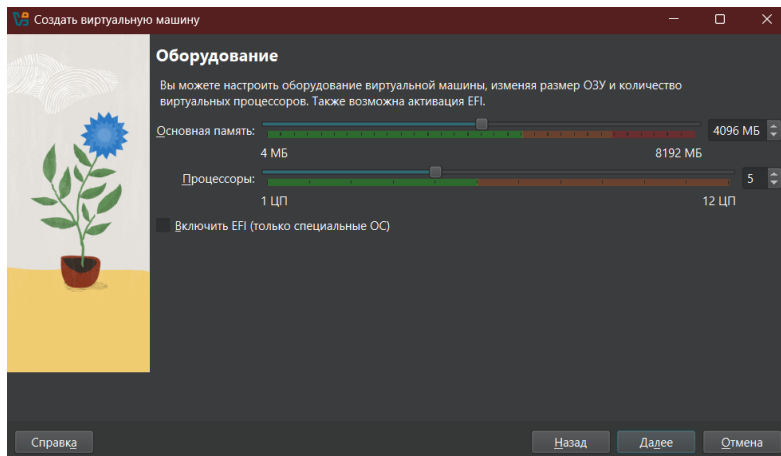 Создать виртуальную машину
Оборудование
Вы можете настроить оборудование виртуальной машины, изменяя размер ОЗУ и количество
виртуальных процессоров. Также возможна активация EFI.
Основная память:
4096 МБ
4 МБ
8192 МБ
Процессоры:
5
1 ЦП
12 ЦП
Включить EFI (только специальные ОС)
Справка
Назад
Далее
Отмена